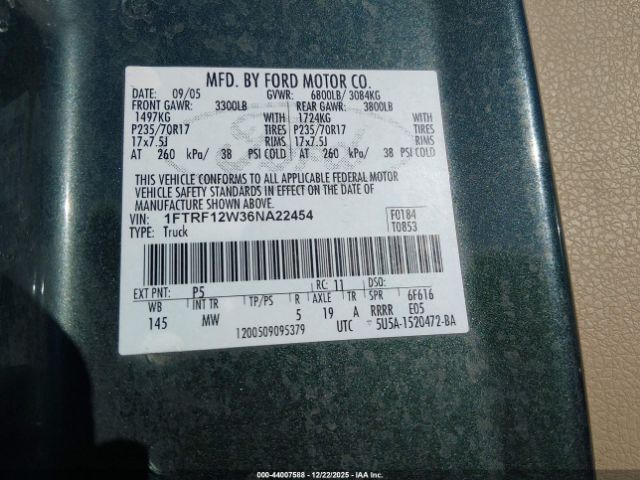 MFD. BY FORD MOTOR CO.
DATE: 09/05 GVWR: 6800LB/ 3084KG
FRONT GAWR: 3300LB REAR GAWR: 3800LB
1497KG WITH 1724KG WITH
P235/70R17 TIRES P235/70R17 TIRES
17x7.5J RIMS 17x7.5J RIMS
AT 260 kPa/ 38 PSI COLD AT 260 kPa/ 38 PSI COLD
THIS VEHICLE CONFORMS TO ALL APPLICABLE FEDERAL MOTOR
VEHICLE SAFETY STANDARDS IN EFFECT ON THE DATE OF
MANUFACTURE SHOWN ABOVE.
VIN: 1FTRF12W36NA22454 F0184
TYPE: Truck T0853
EXT PNT: P5 RC: 11 DSO:
WB INT TR TP/PS R AXLE TR SPR 6F616
145 MW 5 19 A RRRR E05
1200509095379 UTC 5U5A-1520472-BA
000-44007588 - 12/22/2025 - IAA Inc.